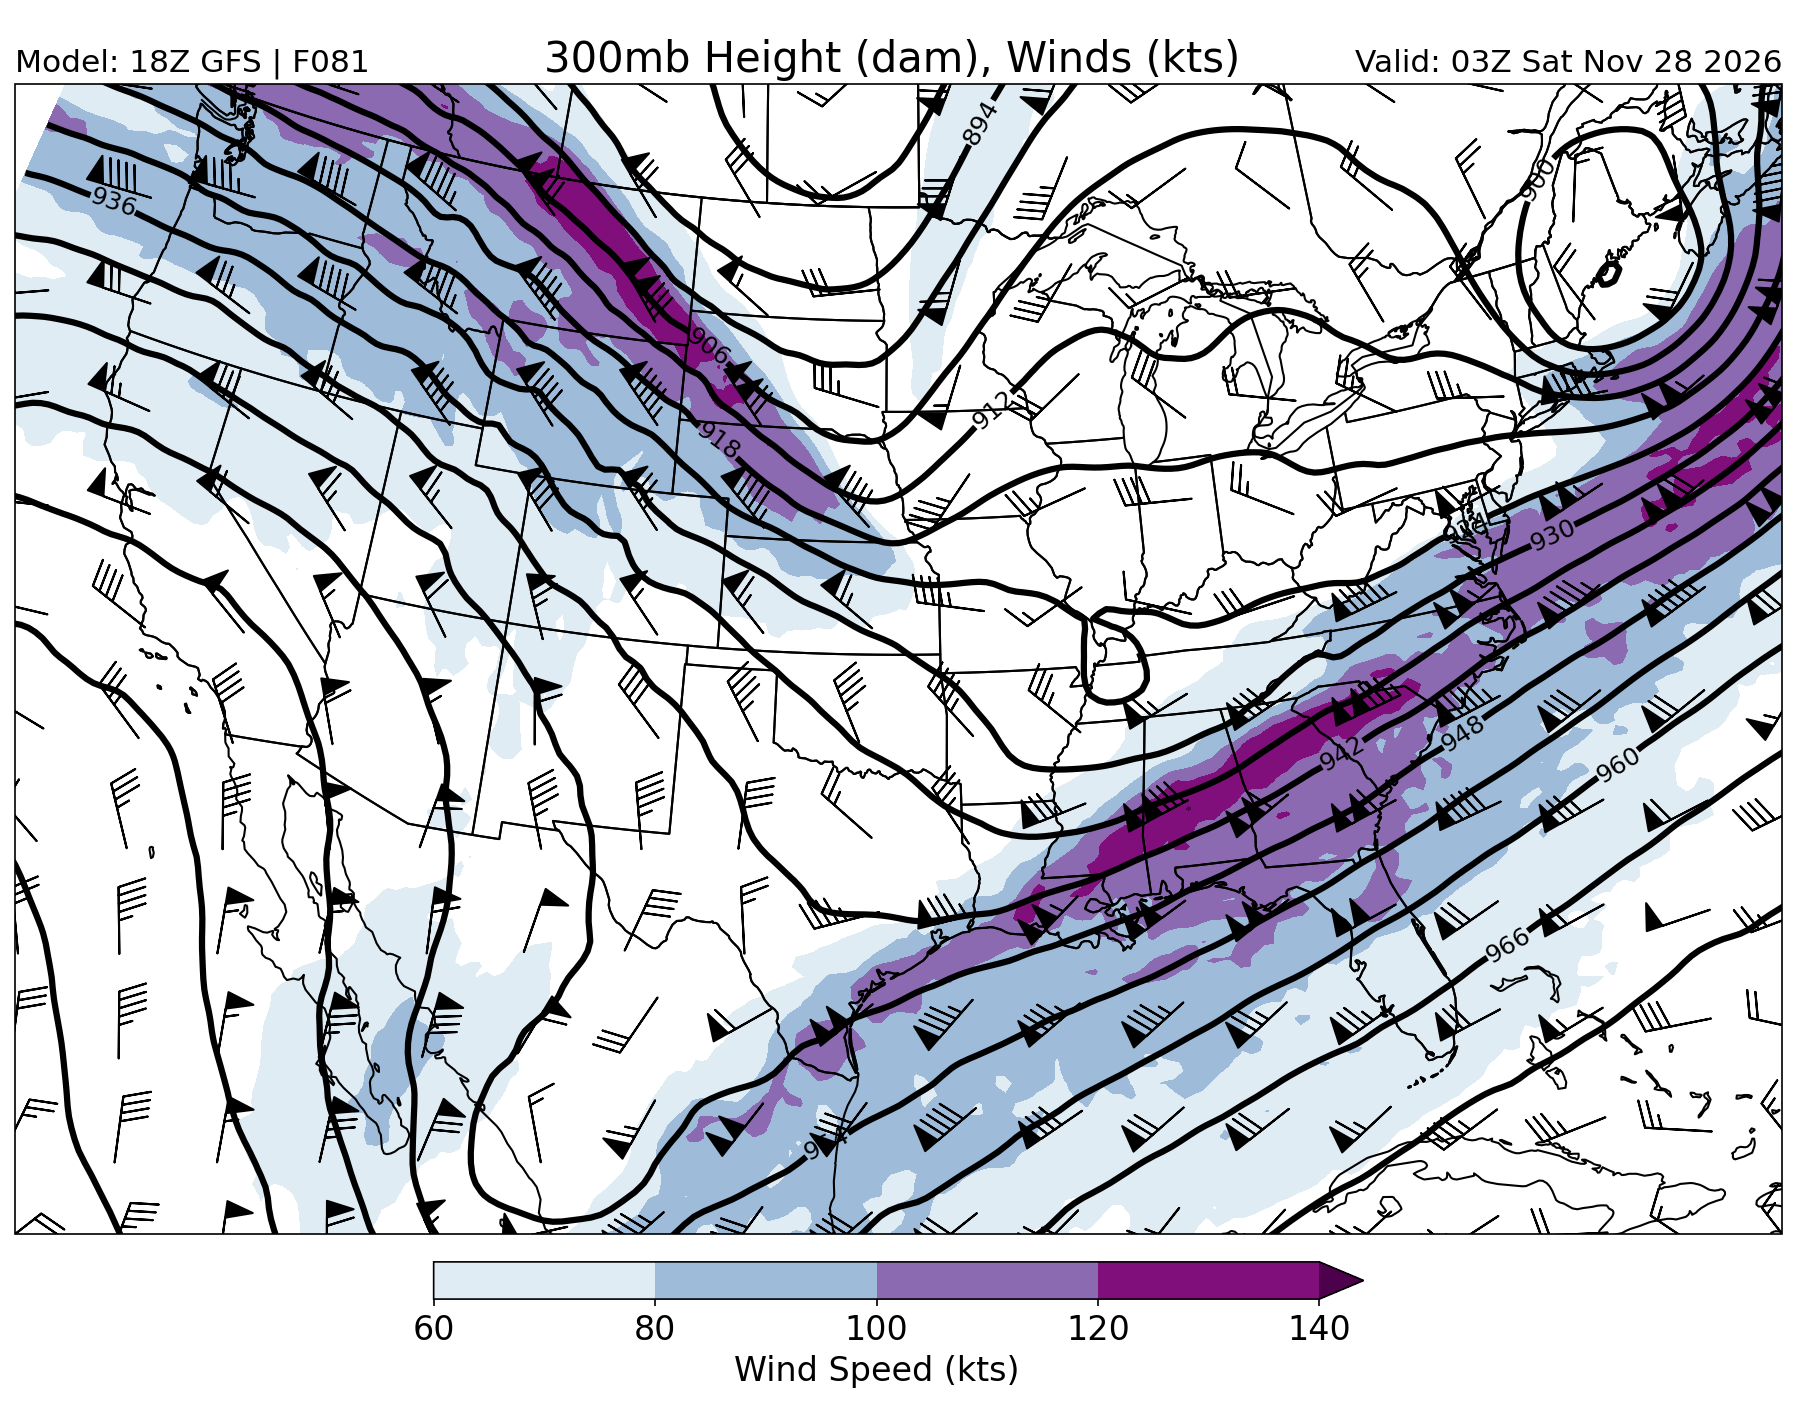 Model: 18Z GFS | F081
300mb Height (dam), Winds (kts)
Valid: 03Z Sat Nov 28 2026
894
900
936
906
912
918
930
942
948
960
966
60 80 100 120 140
Wind Speed (kts)